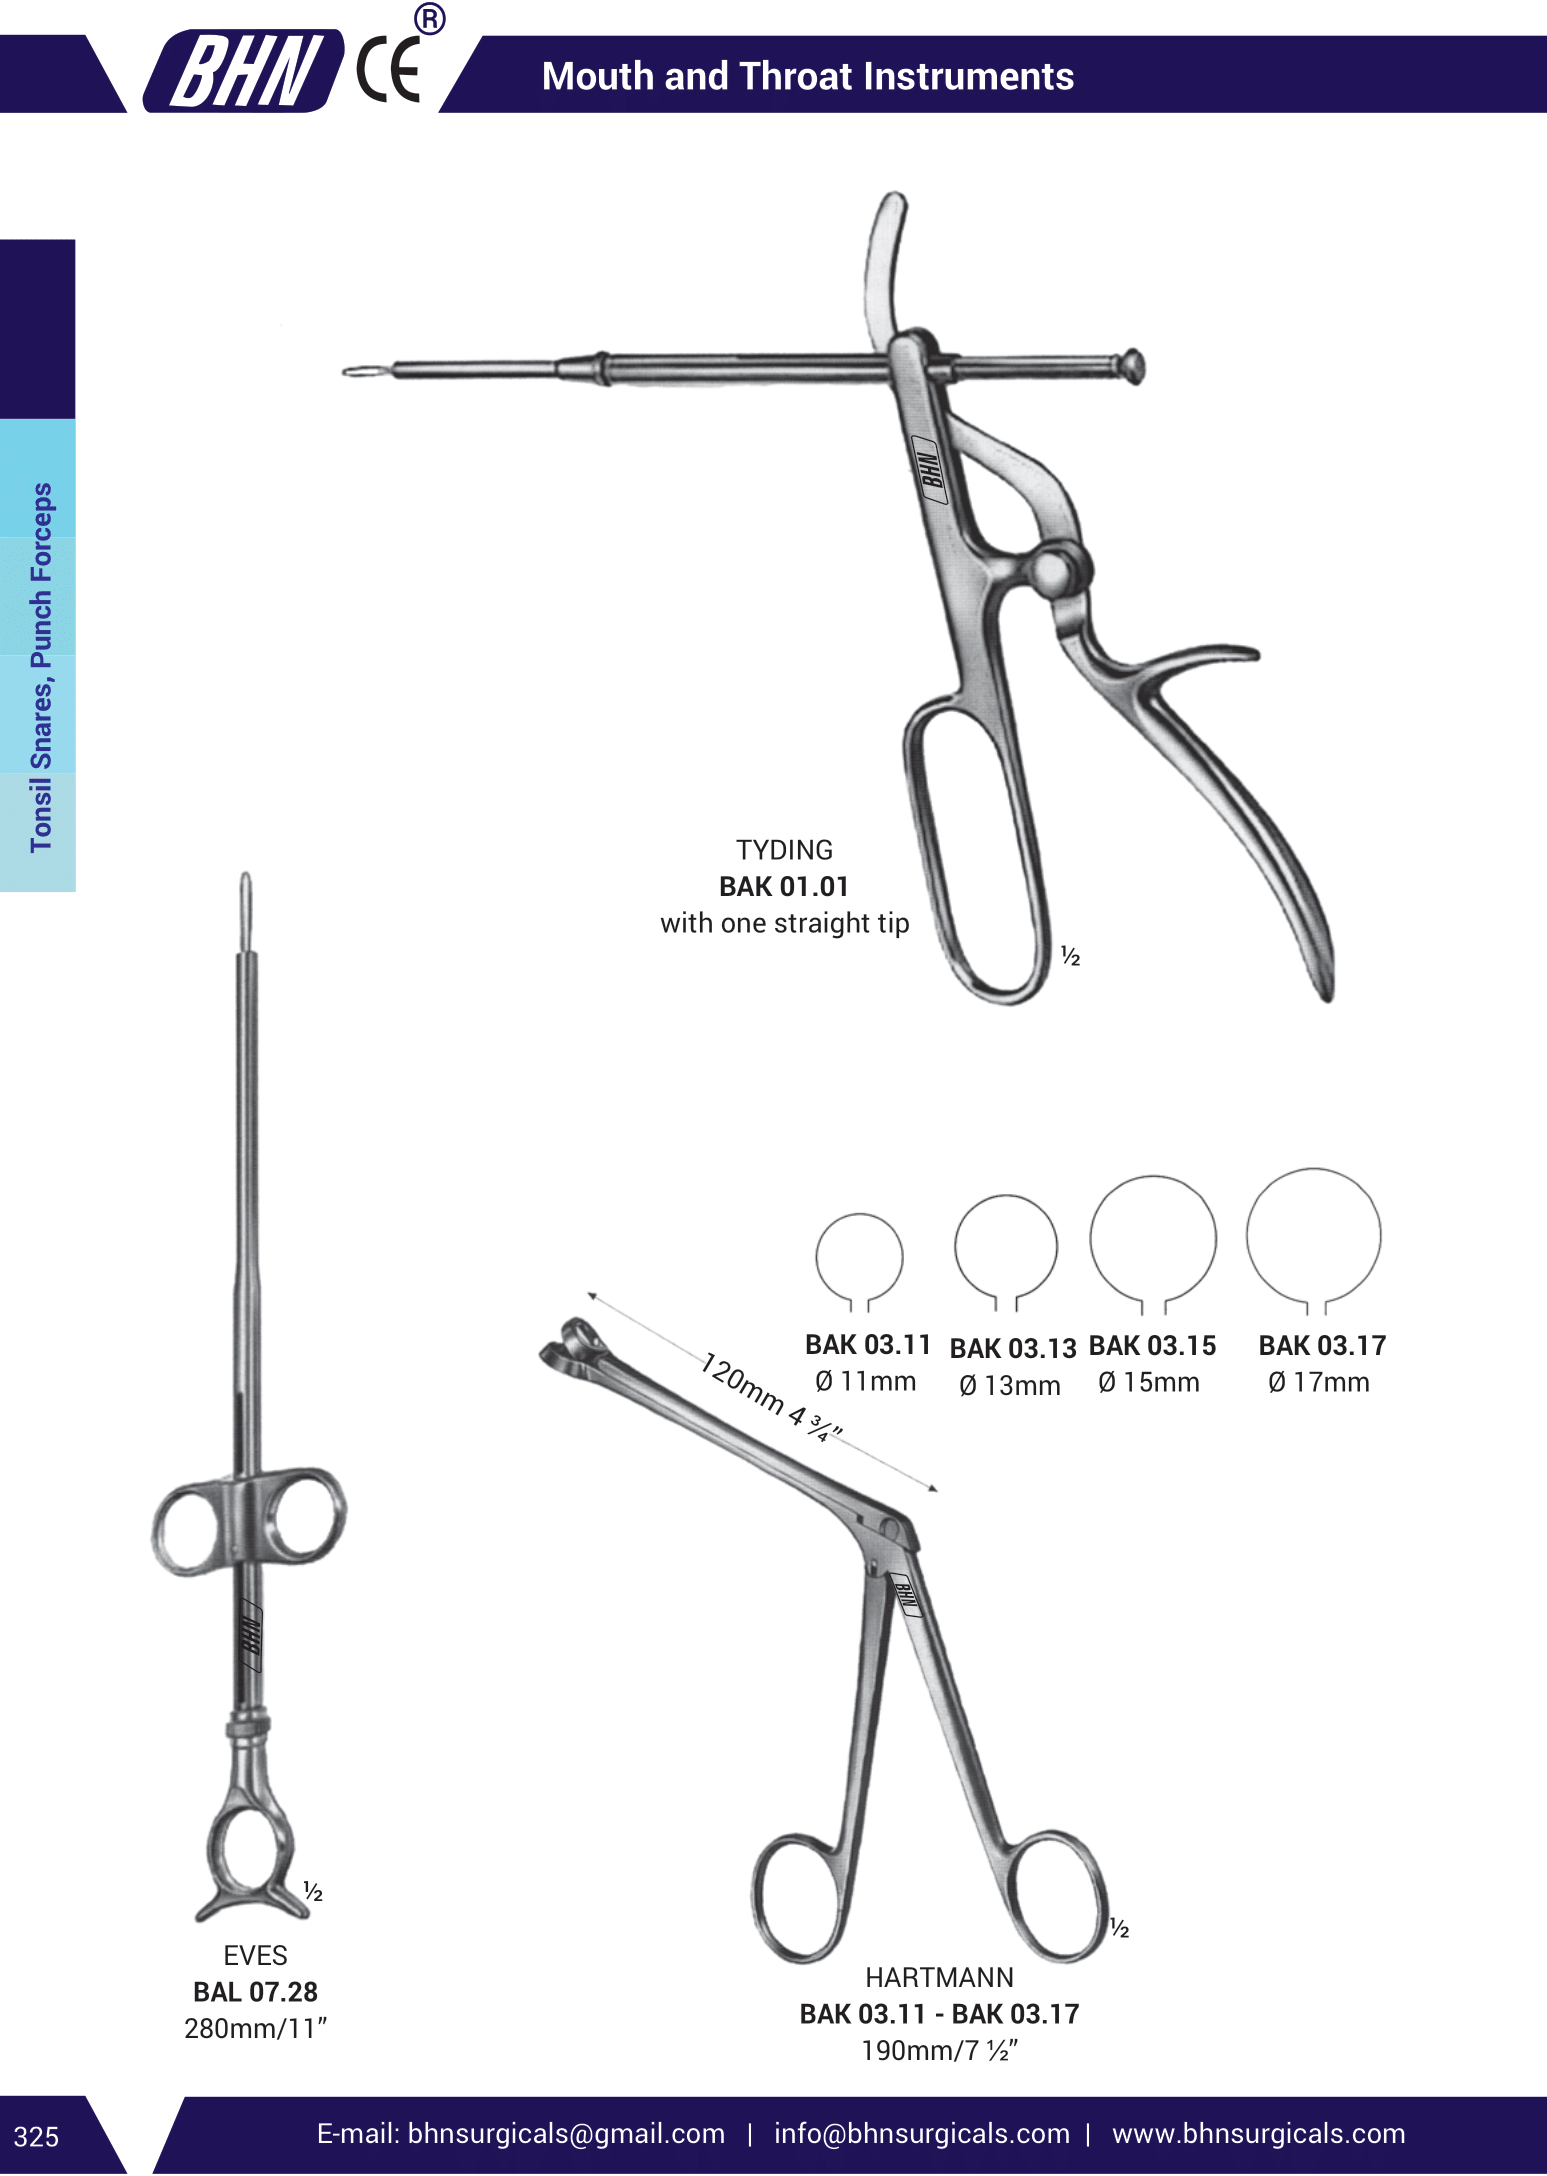 BHN CE ®
Mouth and Throat Instruments
Tonsil Snares, Punch Forceps
BHN
TYDING
BAK 01.01
with one straight tip
½
BAK 03.11
Ø 11mm
BAK 03.13
Ø 13mm
BAK 03.15
Ø 15mm
BAK 03.17
Ø 17mm
120mm 4 ¾”
BHN
BHN
½
EVES
BAL 07.28
280mm/11”
½
HARTMANN
BAK 03.11 - BAK 03.17
190mm/7 ½”
325
E-mail: bhnsurgicals@gmail.com | info@bhnsurgicals.com | www.bhnsurgicals.com